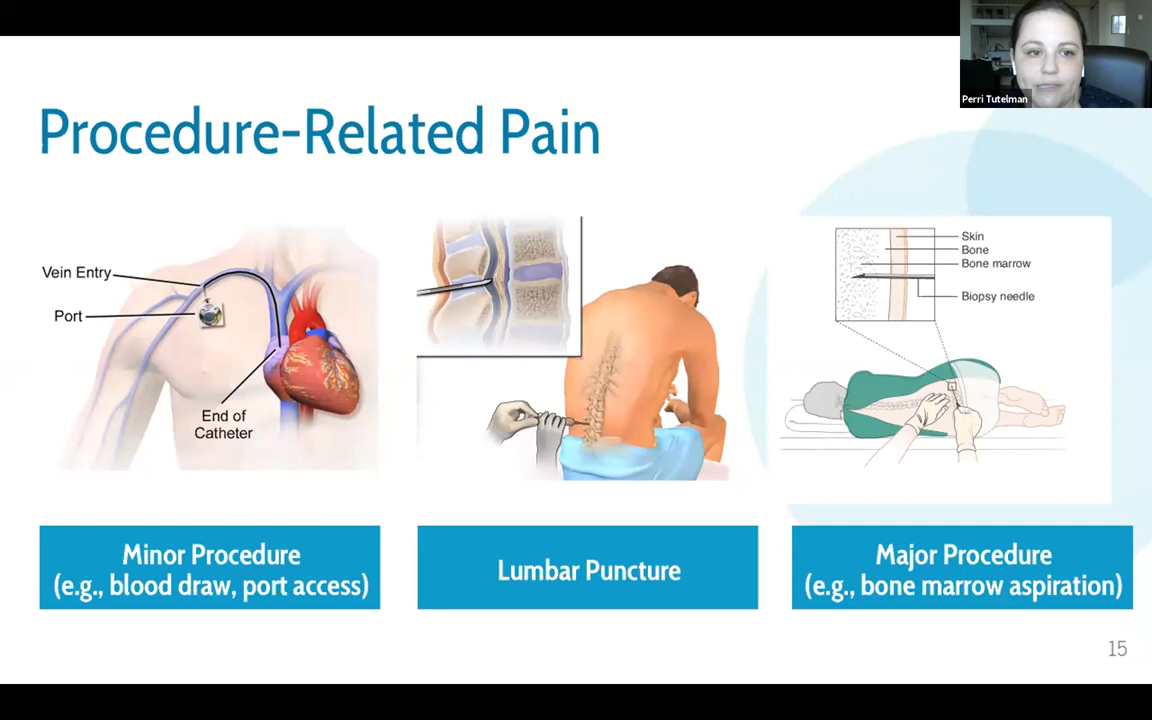 Perri Tutelman
Procedure-Related Pain
Vein Entry
Port
End of
Catheter
Skin
Bone
Bone marrow
Biopsy needle
Minor Procedure
(e.g., blood draw, port access)
Lumbar Puncture
Major Procedure
(e.g., bone marrow aspiration)
15